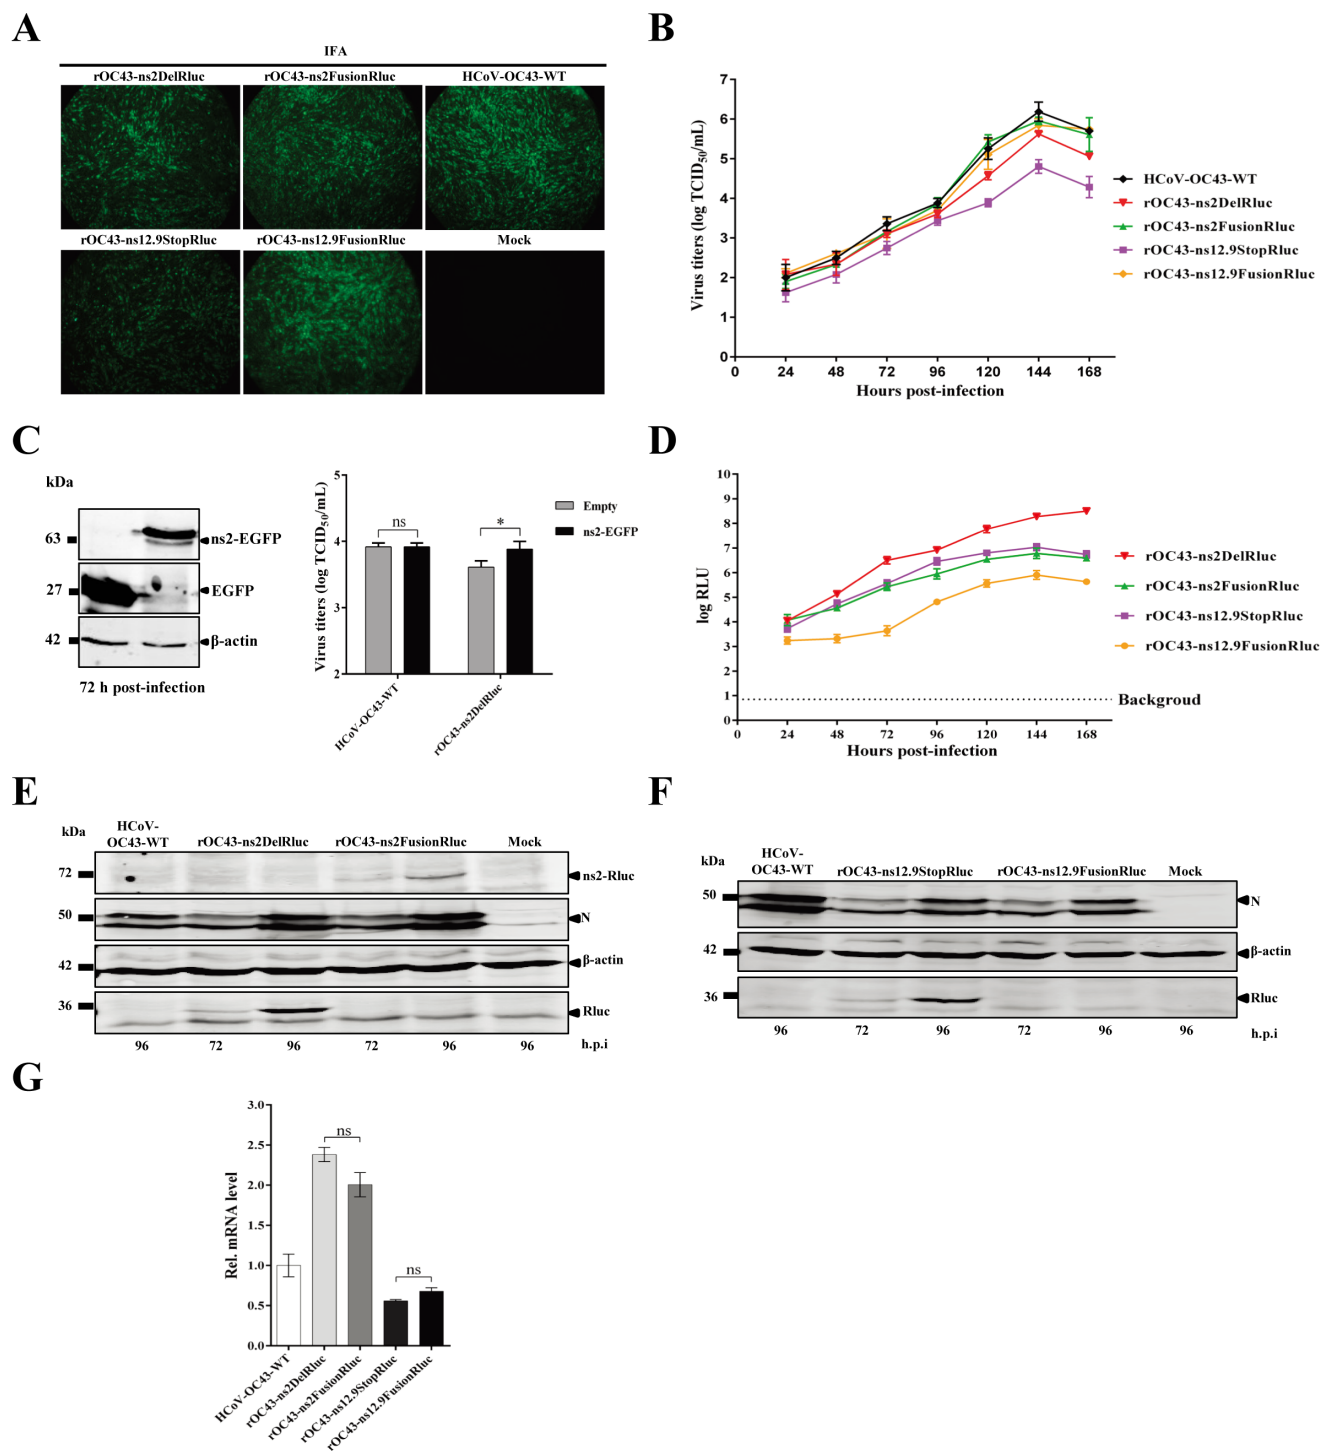 A
IFA
rOC43-ns2DelRluc rOC43-ns2FusionRluc HCoV-OC43-WT
rOC43-ns12.9StopRluc rOC43-ns12.9FusionRluc Mock
B
Virus titers (log TCID50/mL)
7
6
5
4
3
2
1
0
0 24 48 72 96 120 144 168
Hours post-infection
HCoV-OC43-WT
rOC43-ns2DelRluc
rOC43-ns2FusionRluc
rOC43-ns12.9StopRluc
rOC43-ns12.9FusionRluc
C
kDa
63 ns2-EGFP
27 EGFP
42 β-actin
72 h post-infection
Virus titers (log TCID50/mL)
5
4
3
2
ns
*
Empty
ns2-EGFP
HCoV-OC43-WT
rOC43-ns2DelRluc
D
log RLU
10
9
8
7
6
5
4
3
2
1
0
0 24 48 72 96 120 144 168
Hours post-infection
rOC43-ns2DelRluc
rOC43-ns2FusionRluc
rOC43-ns12.9StopRluc
rOC43-ns12.9FusionRluc
Backgroud
E
kDa
HCoV-
OC43-WT rOC43-ns2DelRluc rOC43-ns2FusionRluc Mock
72 ns2-Rluc
50 N
42 β-actin
36 Rluc
96 72 96 72 96 96 h.p.i
F
kDa
HCoV-
OC43-WT rOC43-ns12.9StopRluc rOC43-ns12.9FusionRluc Mock
50 N
42 β-actin
36 Rluc
96 72 96 72 96 96 h.p.i
G
Rel. mRNA level
3.0
2.5
2.0
1.5
1.0
0.5
0.0
ns
ns
HCoV-OC43-WT
rOC43-ns2DelRluc
rOC43-ns2FusionRluc
rOC43-ns12.9StopRluc
rOC43-ns12.9FusionRluc